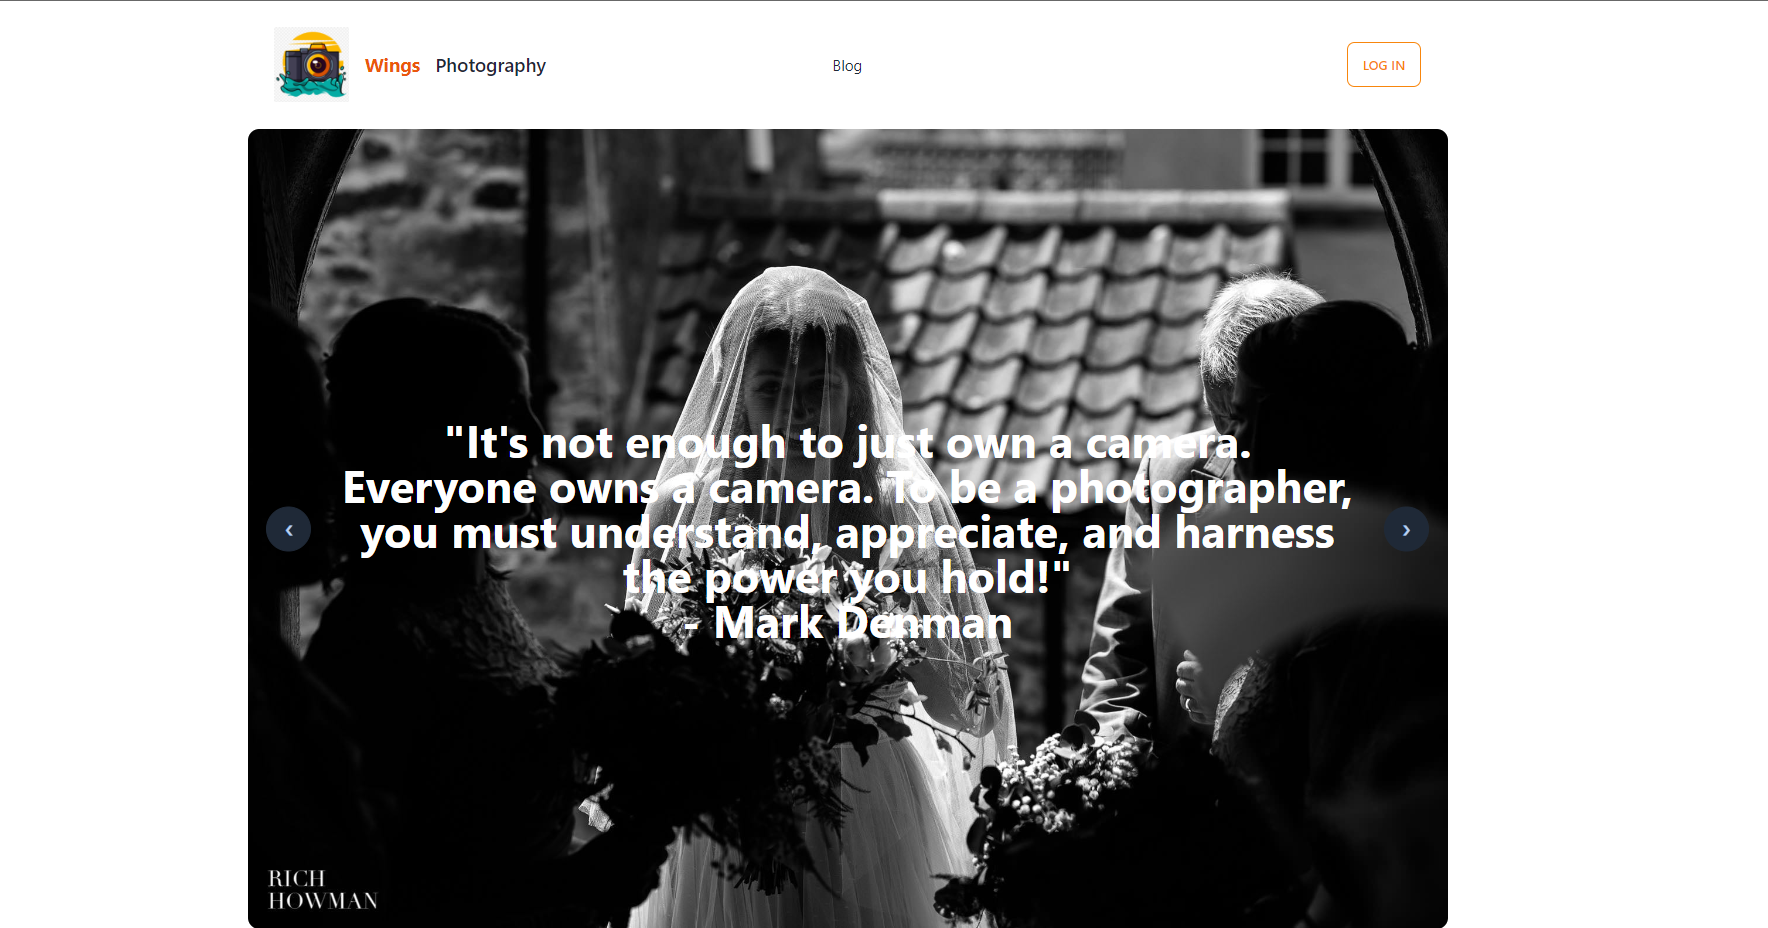 Wings Photography
Blog
LOG IN
"It's not enough to just own a camera.
Everyone owns a camera. To be a photographer,
you must understand, appreciate, and harness
the power you hold!"
- Mark Denman
RICH
HOWMAN